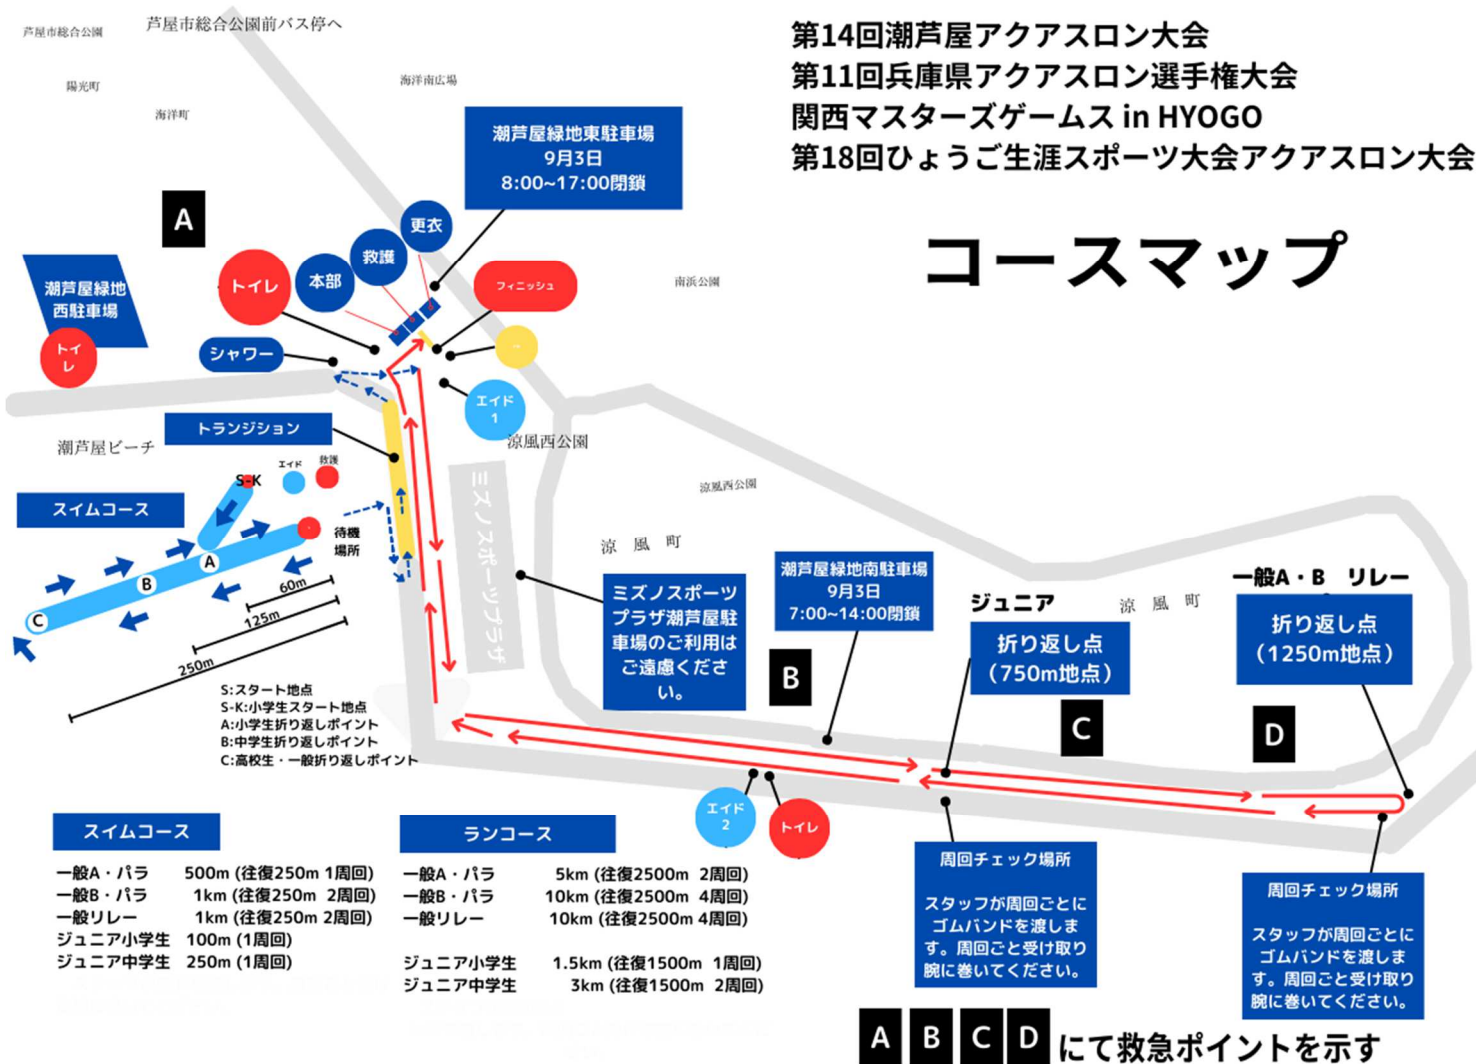 第14回潮芦屋アクアスロン大会
第11回兵庫県アクアスロン選手権大会
関西マスターズゲームス in HYOGO
第18回ひょうご生涯スポーツ大会アクアスロン大会
コースマップ
芦屋市総合公園
芦屋市総合公園前バス停へ
陽光町
海洋町
海洋南広場
潮芦屋緑地東駐車場
9月3日
8:00~17:00閉鎖
A
更衣
救護
本部
トイレ
フィニッシュ
南浜公園
潮芦屋緑地
西駐車場
トイ
レ
シャワー
エイド
1
トランジション
潮芦屋ビーチ
涼風西公園
涼風西公園
ミズノスポーツプラザ
S-K
エイド
救護
スイムコース
待機
場所
A
B
C
60m
125m
250m
S:スタート地点
S-K:小学生スタート地点
A:小学生折り返しポイント
B:中学生折り返しポイント
C:高校生・一般折り返しポイント
涼風町
ミズノスポーツ
プラザ潮芦屋駐
車場のご利用は
ご遠慮くださ
い。
潮芦屋緑地南駐車場
9月3日
7:00~14:00閉鎖
B
ジュニア
折り返し点
（750m地点）
涼風町
一般A・B リレー
折り返し点
（1250m地点）
C
D
エイド
2
トイレ
周回チェック場所
スタッフが周回ごとに
ゴムバンドを渡しま
す。周回ごと受け取り
腕に巻いてください。
周回チェック場所
スタッフが周回ごとに
ゴムバンドを渡しま
す。周回ごと受け取り
腕に巻いてください。
スイムコース
一般A・パラ 500m (往復250m 1周回)
一般B・パラ 1km (往復250m 2周回)
一般リレー 1km (往復250m 2周回)
ジュニア小学生 100m (1周回)
ジュニア中学生 250m (1周回)
ランコース
一般A・パラ 5km (往復2500m 2周回)
一般B・パラ 10km (往復2500m 4周回)
一般リレー 10km (往復2500m 4周回)
ジュニア小学生 1.5km (往復1500m 1周回)
ジュニア中学生 3km (往復1500m 2周回)
A B C D にて救急ポイントを示す